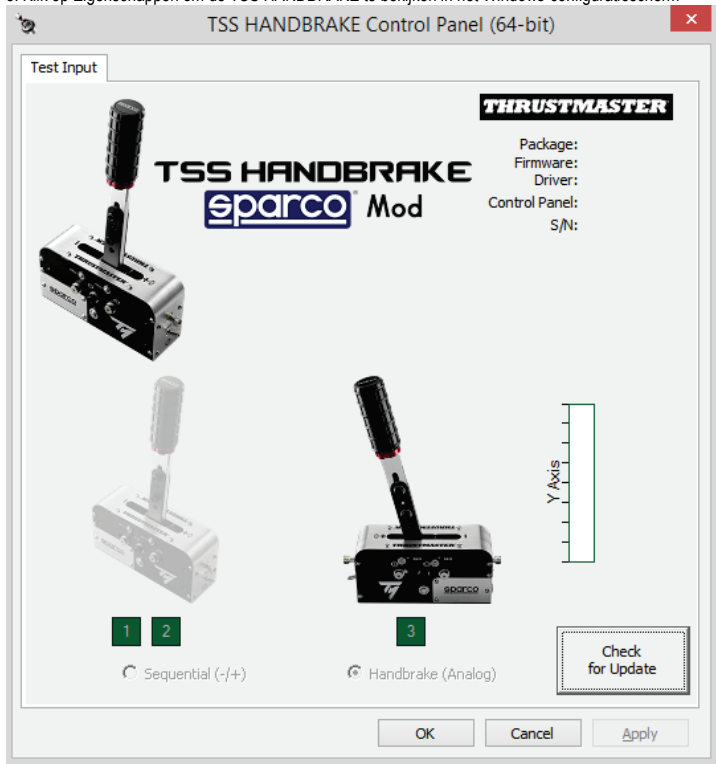 TSS HANDBRAKE Control Panel (64-bit)
×
Test Input
THRUSTMASTER
TSS HANDBRAKE
sparco Mod
Package:
Firmware:
Driver:
Control Panel:
S/N:
Y Axis
1 2
3
Sequential (-/+)
Handbrake (Analog)
Check
for Update
OK Cancel Apply